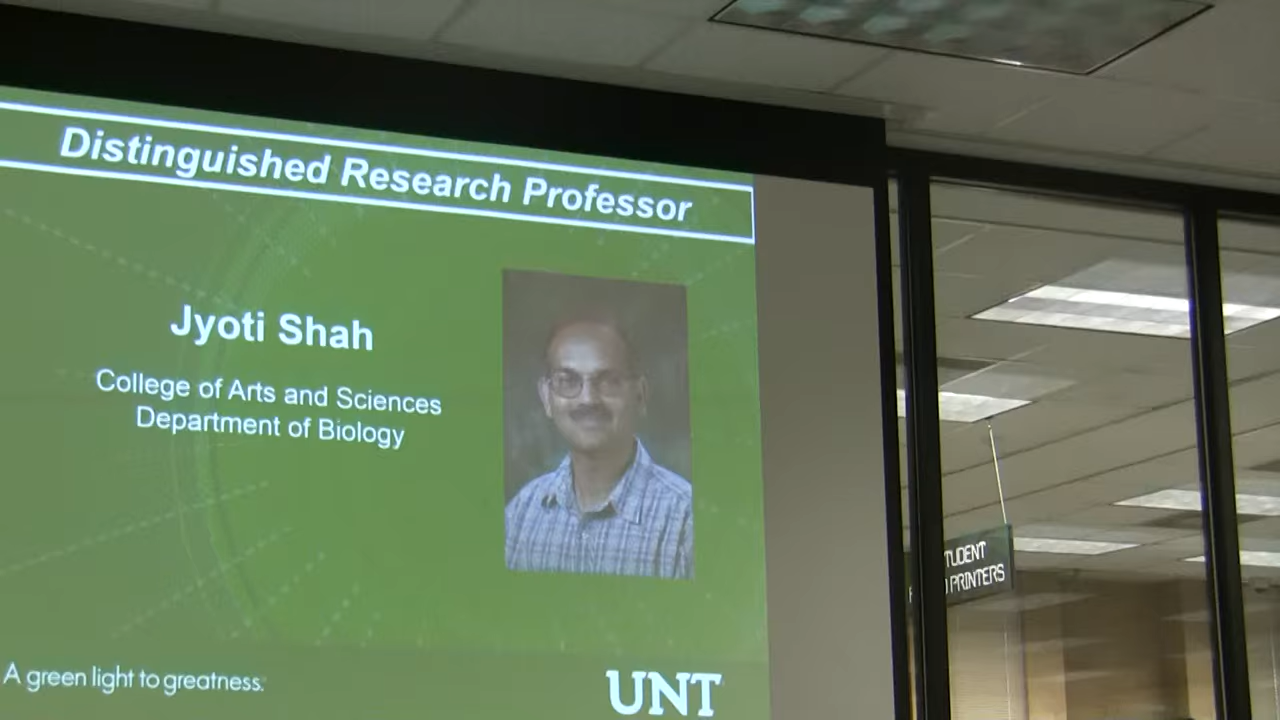 Distinguished Research Professor
Jyoti Shah
College of Arts and Sciences
Department of Biology
A green light to greatness.
UNT
PRINTERS